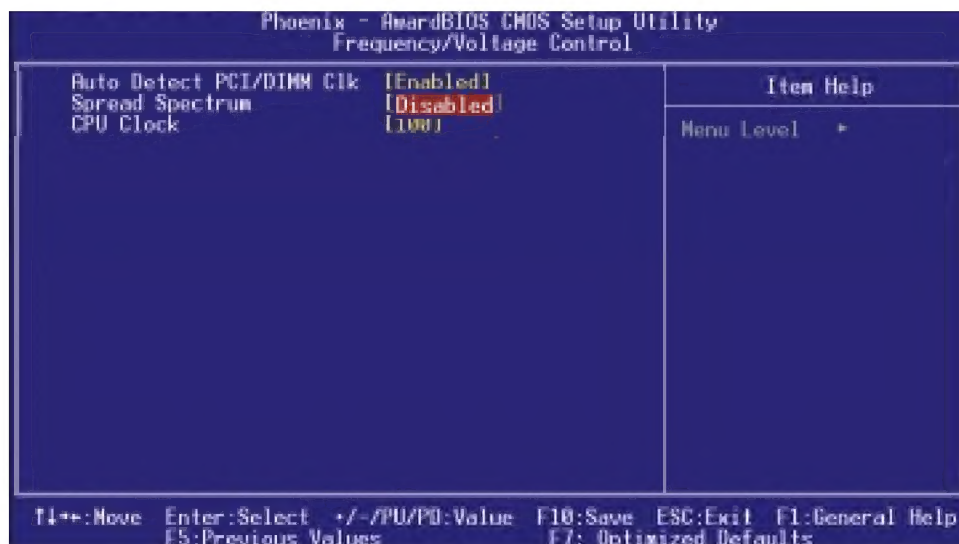 Phoenix - AwardBIOS CMOS Setup Utility
Frequency/Voltage Control
Auto Detect PCI/DIMM Clk [Enabled]
Spread Spectrum [Disabled]
CPU Clock [100]
Item Help
Menu Level ►
↑↓→←:Move Enter:Select +/-/PU/PD:Value F10:Save ESC:Exit F1:General Help
F5:Previous Values F7: Optimized Defaults